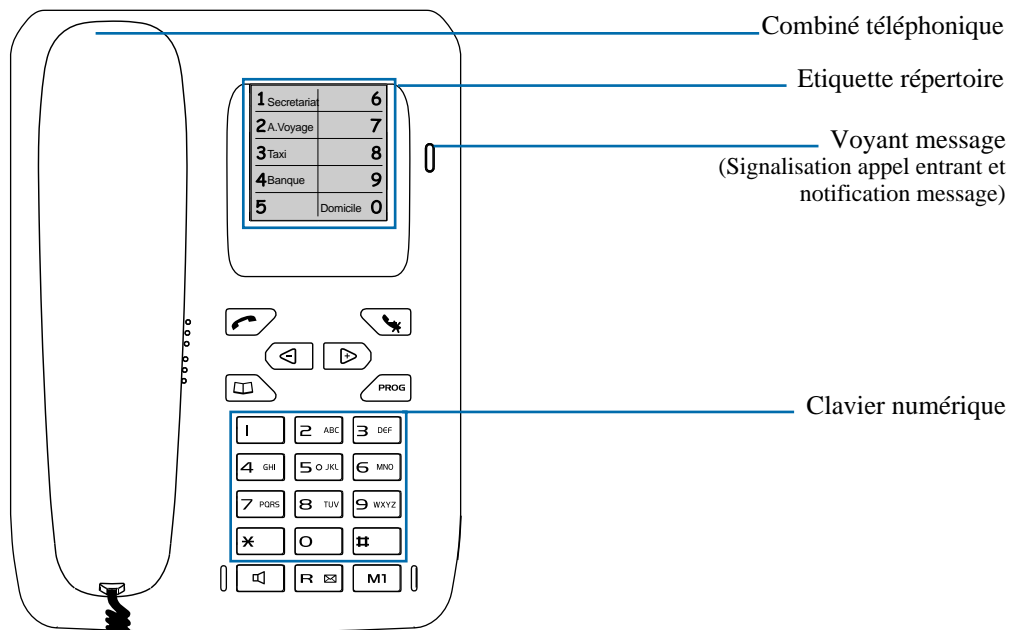 Combiné téléphonique
Etiquette répertoire
Voyant message
(Signalisation appel entrant et
notification message)
1 Secretariat 6
2 A.Voyage 7
3 Taxi 8
4 Banque 9
5 Domicile 0
PROG
Clavier numérique
1 2 ABC 3 DEF
4 GHI 5 JKL 6 MNO
7 PQRS 8 TUV 9 WXYZ
* 0 #
R M1